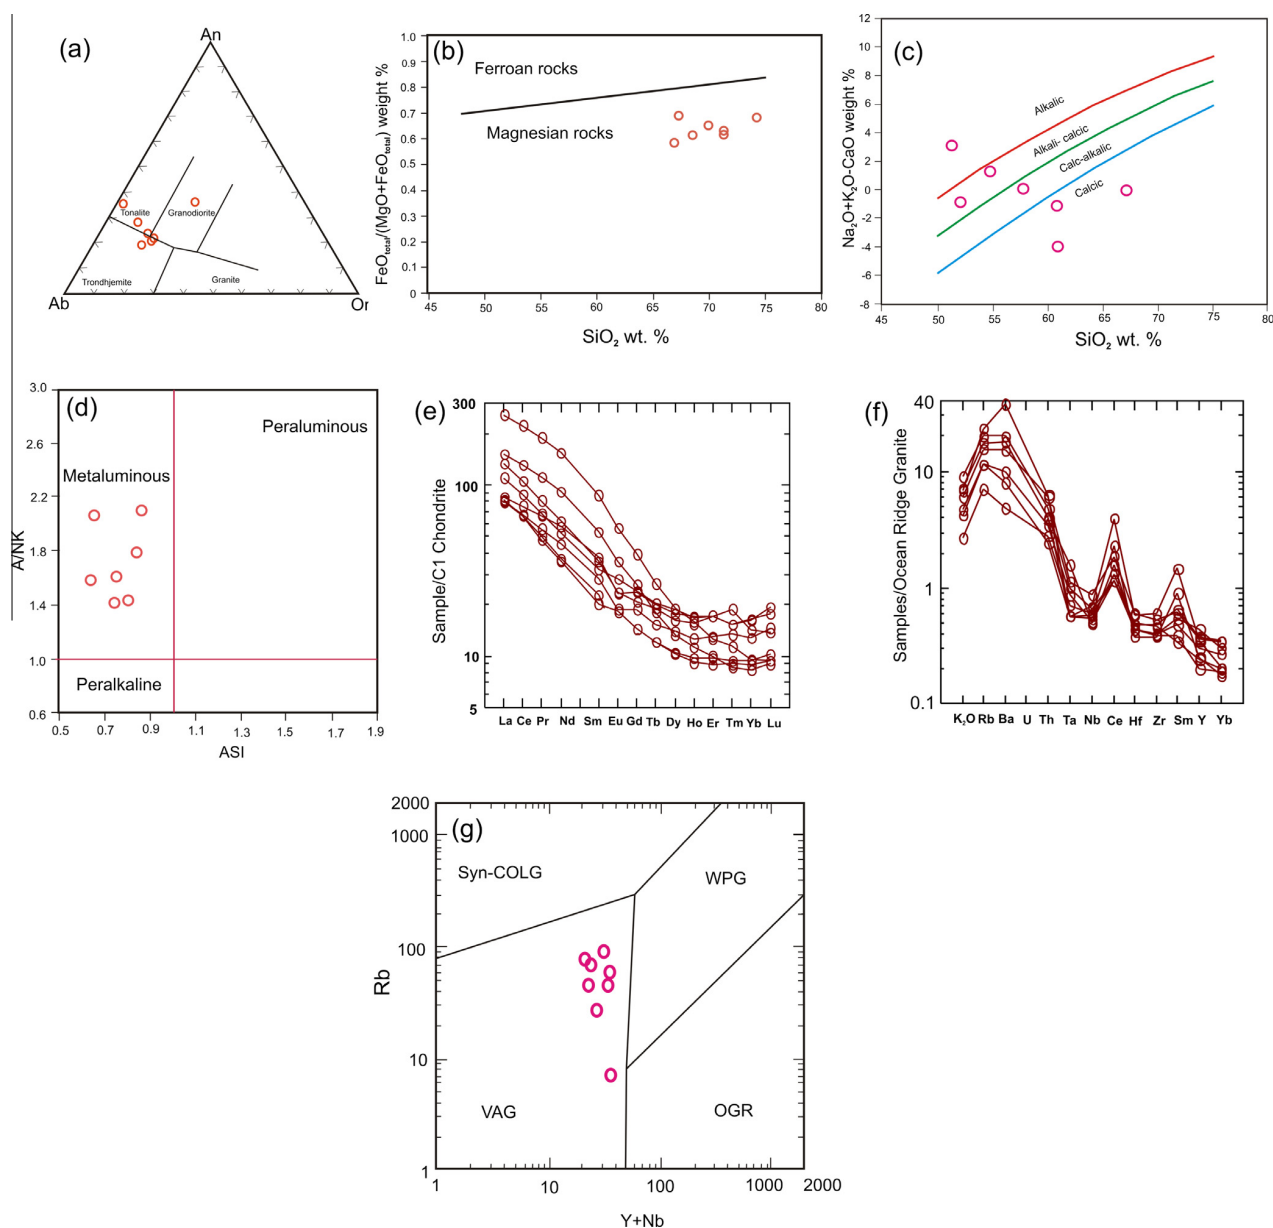 (a)
An
Tonalite
Granodiorite
Trondhjemite
Granite
Ab
Or
(b)
FeOtotal/(MgO+FeOtotal) weight %
1.0
0.9
0.8
0.7
0.6
0.5
0.4
0.3
0.2
0.1
0
Ferroan rocks
Magnesian rocks
45 50 55 60 65 70 75 80
SiO2 wt. %
(c)
Na2O+K2O-CaO weight %
12
10
8
6
4
2
0
-2
-4
-6
-8
Alkalic
Alkali- calcic
Calc-alkalic
Calcic
45 50 55 60 65 70 75 80
SiO2 wt. %
(d)
A/NK
3.0
2.6
2.2
1.8
1.4
1.0
0.6
Peraluminous
Metaluminous
Peralkaline
0.5 0.7 0.9 1.1 1.3 1.5 1.7 1.9
ASI
(e)
Sample/C1 Chondrite
300
100
10
5
La Ce Pr Nd Sm Eu Gd Tb Dy Ho Er Tm Yb Lu
(f)
Samples/Ocean Ridge Granite
40
10
1
0.1
K2O Rb Ba U Th Ta Nb Ce Hf Zr Sm Y Yb
(g)
Rb
2000
1000
100
10
1
Syn-COLG
WPG
VAG
OGR
1 10 100 1000 2000
Y+Nb